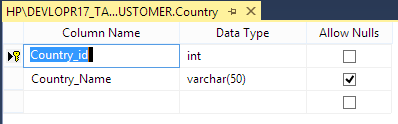 HP\DEVLOPR17_TA...USTOMER.Country
Column Name Data Type Allow Nulls
Country_id int
Country_Name varchar(50)